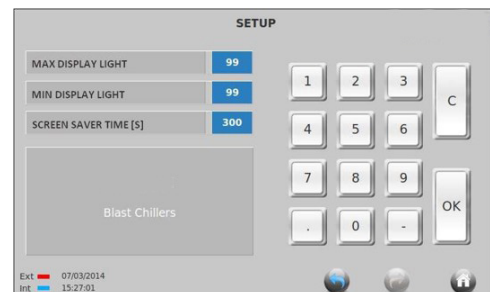 SETUP
MAX DISPLAY LIGHT 99
MIN DISPLAY LIGHT 99
SCREEN SAVER TIME [S] 300
Blast Chillers
1 2 3 C
4 5 6
7 8 9 OK
. 0 -
Ext 07/03/2014
Int 15:27:01